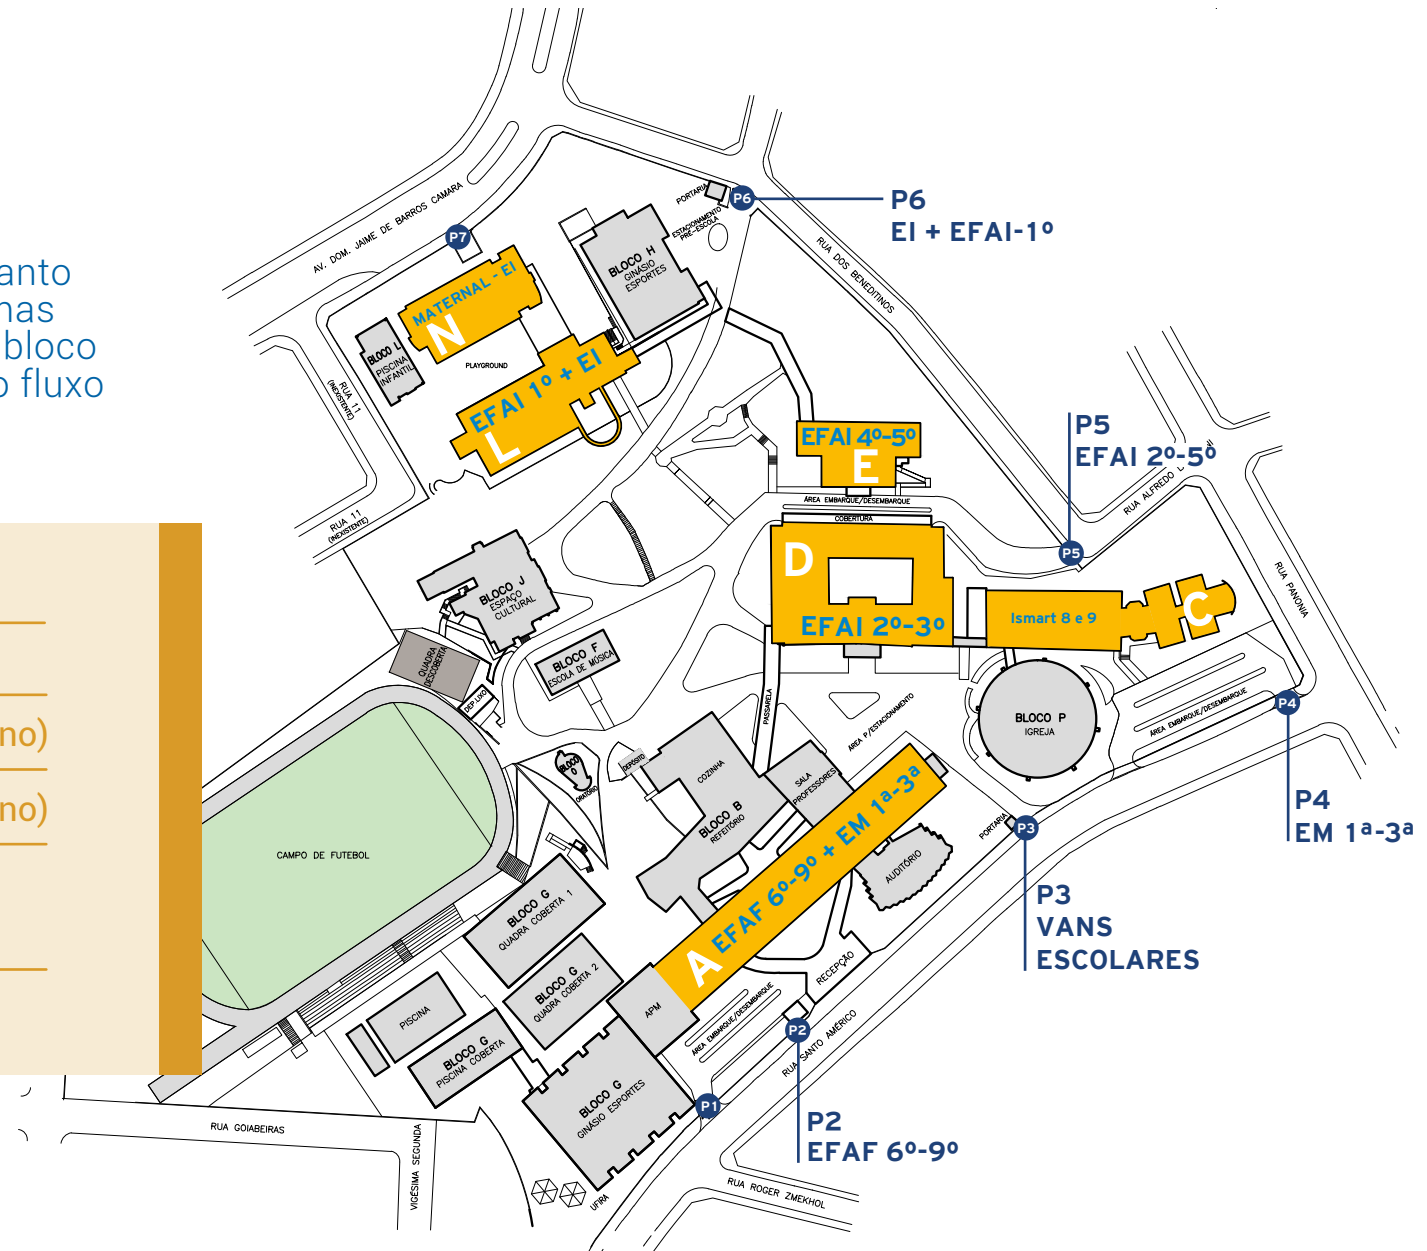 AV. DOM. JAIME DE BARROS CAMARA
P7
PORTARIA
P6
P6
EI + EFAI-1º
ESTACIONAMENTO
PRÉ-ESCOLA
RUA DOS BENEDITINOS
BLOCO H
GINÁSIO
ESPORTES
MATERNAL - EI
N
BLOCO L
PISCINA
INFANTIL
PLAYGROUND
EFAI 1º + EI
L
RUA 11
(INEXISTENTE)
RUA 11
(INEXISTENTE)
anto
nas
bloco
o fluxo
EFAI 4º-5º
E
ÁREA EMBARQUE/DESEMBARQUE
COBERTURA
P5
EFAI 2º-5º
RUA ALFREDO
P5
RUA PANONIA
D
EFAI 2º-3º
Ismart 8 e 9
C
BLOCO J
ESPAÇO
CULTURAL
BLOCO F
ESCOLA DE MÚSICA
QUADRA
DESCOBERTA
DEP LIXO
PASSARELA
ÁREA P/ESTACIONAMENTO
BLOCO P
IGREJA
ÁREA EMBARQUE/DESEMBARQUE
P4
P4
EM 1ª-3ª
no)
no)
BLOCO
O
ORATÓRIO
DEPÓSITO
COZINHA
BLOCO B
REFEITÓRIO
SALA
PROFESSORES
A EFAF 6º-9º + EM 1ª-3ª
AUDITÓRIO
PORTARIA
P3
P3
VANS
ESCOLARES
CAMPO DE FUTEBOL
BLOCO G
QUADRA COBERTA 1
BLOCO G
QUADRA COBERTA 2
PISCINA
BLOCO G
PISCINA COBERTA
APM
BLOCO G
GINÁSIO ESPORTES
RECEPÇÃO
ÁREA EMBARQUE/DESEMBARQUE
P2
RUA SANTO AMÉRICO
P1
P2
EFAF 6º-9º
RUA GOIABEIRAS
VIGÉSIMA SEGUNDA
UFIRA
RUA ROGER ZMEKHOL